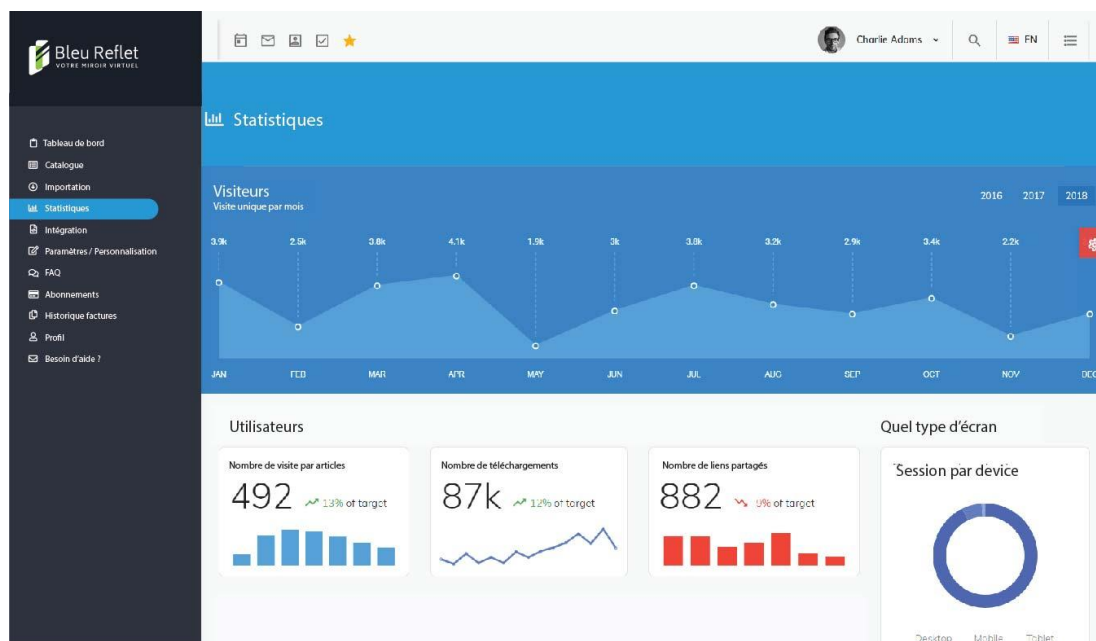 Bleu Reflet
VOTRE MIROIR VIRTUEL
Charlie Adams
EN
Tableau de bord
Catalogue
Importation
Statistiques
Intégration
Paramètres / Personnalisation
FAQ
Abonnements
Historique factures
Profil
Besoin d'aide ?
Statistiques
Visiteurs
Visite unique par mois
2016 2017 2018
3.9k 2.5k 3.8k 4.1k 1.9k 3k 3.8k 3.2k 2.9k 3.4k 2.2k
JAN FEB MAR APR MAY JUN JUL AUG SEP OCT NOV DEC
Utilisateurs
Quel type d'écran
Nombre de visite par articles
492 13% of target
Nombre de téléchargements
87k 12% of target
Nombre de liens partagés
882 9% of target
Session par device
Desktop Mobile Tablet